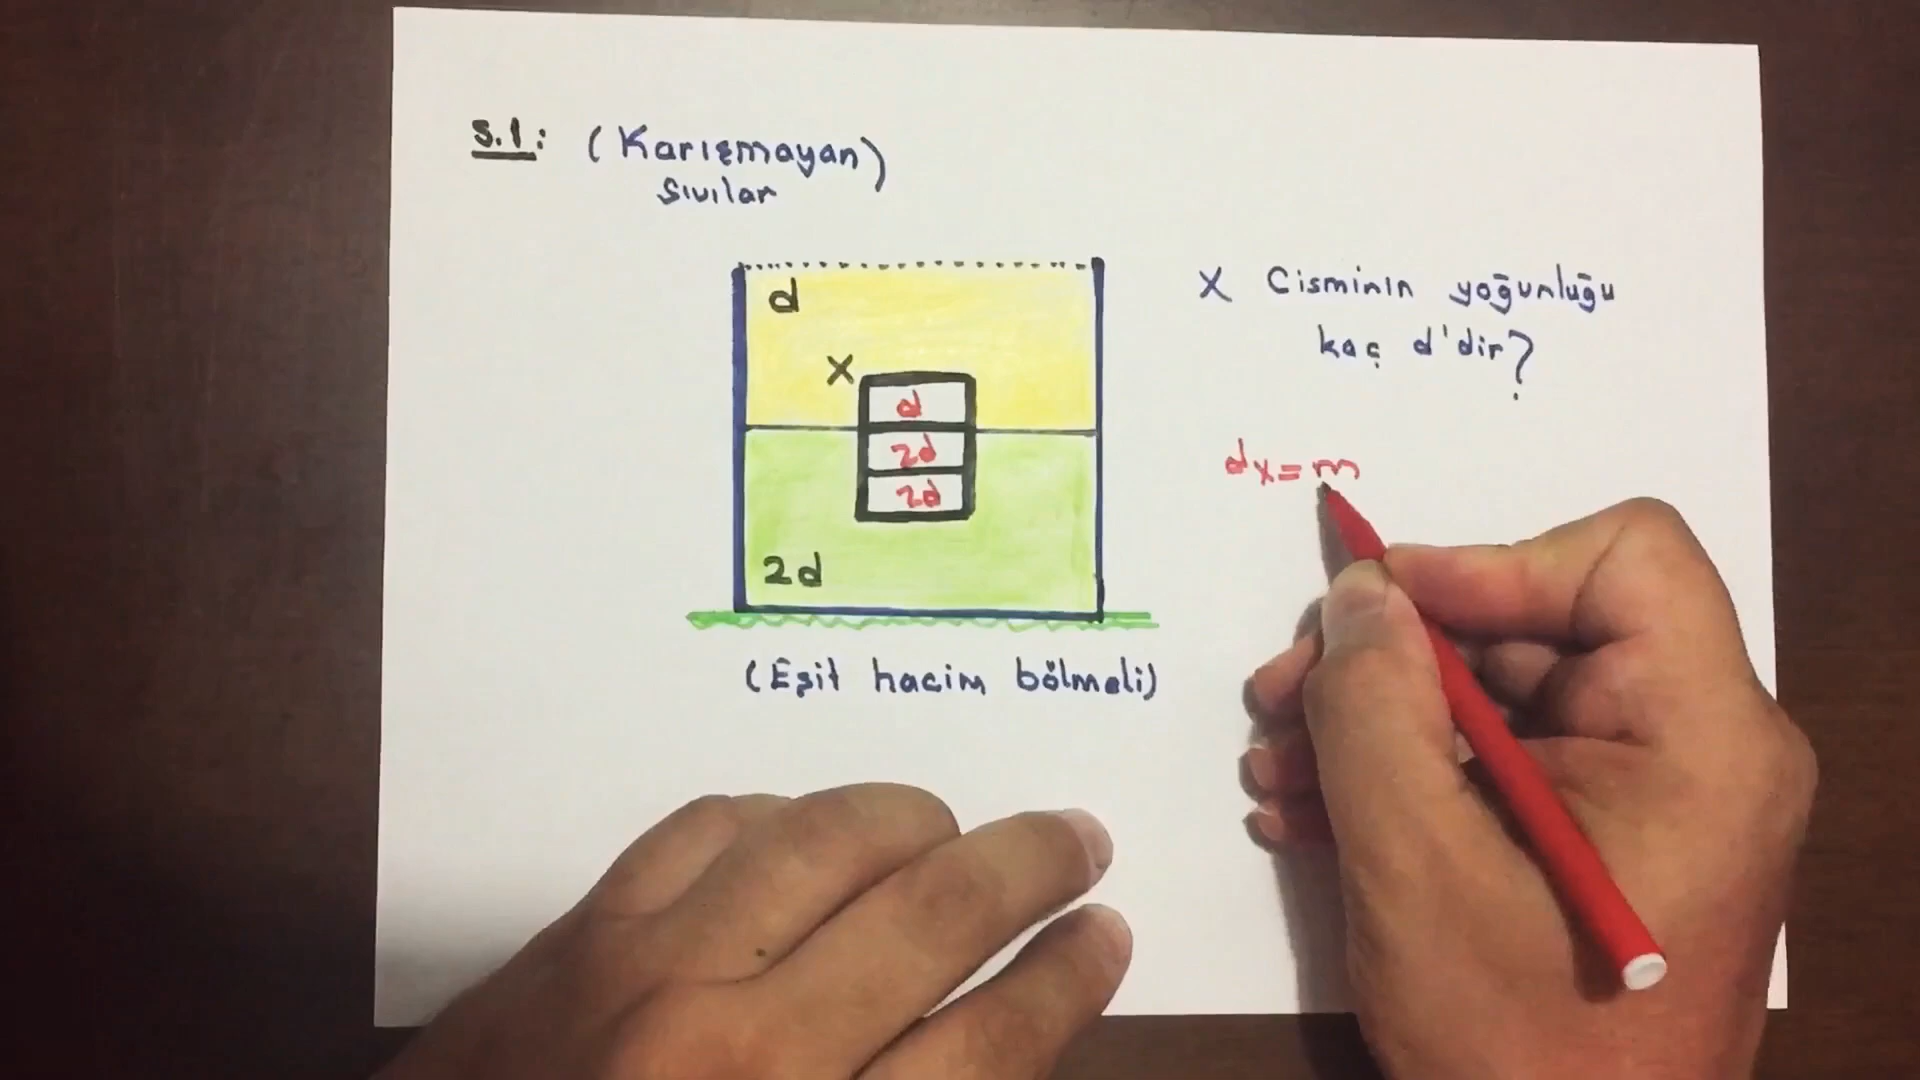 S.1: (Karışmayan)
Sıvılar
d
X
d
2d
2d
2d
(Eşit hacim bölmeli)
X Cisminin yoğunluğu
kaç d'dir?
dx=m